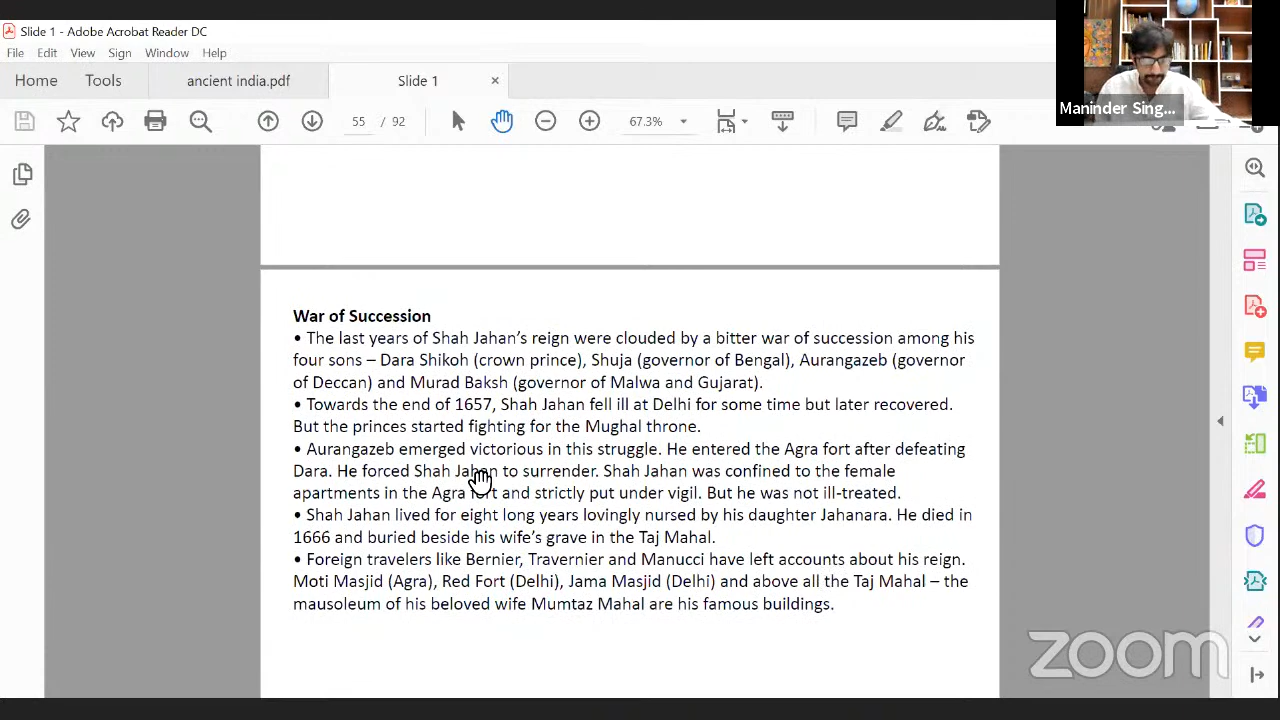 Slide 1 - Adobe Acrobat Reader DC
File Edit View Sign Window Help
Home Tools ancient india.pdf Slide 1 ×
55 / 92 67.3%
Maninder Sing...
War of Succession
• The last years of Shah Jahan’s reign were clouded by a bitter war of succession among his
four sons – Dara Shikoh (crown prince), Shuja (governor of Bengal), Aurangazeb (governor
of Deccan) and Murad Baksh (governor of Malwa and Gujarat).
• Towards the end of 1657, Shah Jahan fell ill at Delhi for some time but later recovered.
But the princes started fighting for the Mughal throne.
• Aurangazeb emerged victorious in this struggle. He entered the Agra fort after defeating
Dara. He forced Shah Jahan to surrender. Shah Jahan was confined to the female
apartments in the Agra fort and strictly put under vigil. But he was not ill-treated.
• Shah Jahan lived for eight long years lovingly nursed by his daughter Jahanara. He died in
1666 and buried beside his wife’s grave in the Taj Mahal.
• Foreign travelers like Bernier, Travernier and Manucci have left accounts about his reign.
Moti Masjid (Agra), Red Fort (Delhi), Jama Masjid (Delhi) and above all the Taj Mahal – the
mausoleum of his beloved wife Mumtaz Mahal are his famous buildings.
zoom